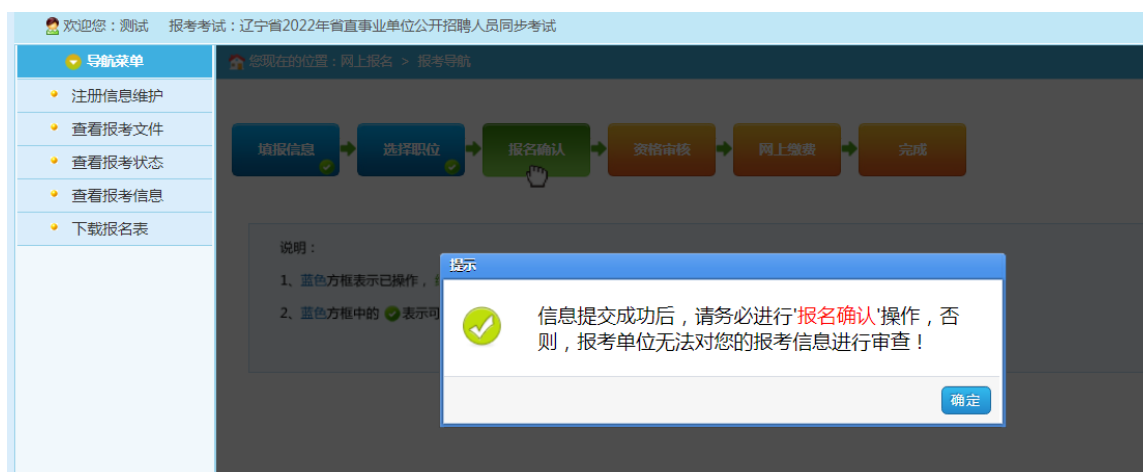 欢迎您：测试 报考考试：辽宁省2022年省直事业单位公开招聘人员同步考试
导航菜单
您现在的位置：网上报名 > 报考导航
注册信息维护
查看报考文件
查看报考状态
查看报考信息
下载报名表
填报信息 选择职位 报名确认 资格审核 网上缴费 完成
说明：
1、蓝色方框表示已操作，
2、蓝色方框中的 表示可
提示
信息提交成功后，请务必进行'报名确认'操作，否
则，报考单位无法对您的报考信息进行审查！
确定